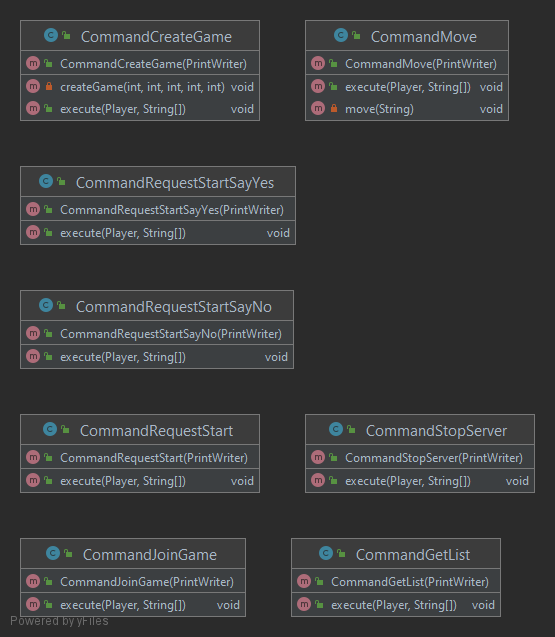 CommandCreateGame
CommandCreateGame(PrintWriter)
createGame(int, int, int, int, int) void
execute(Player, String[]) void
CommandMove
CommandMove(PrintWriter)
execute(Player, String[]) void
move(String) void
CommandRequestStartSayYes
CommandRequestStartSayYes(PrintWriter)
execute(Player, String[]) void
CommandRequestStartSayNo
CommandRequestStartSayNo(PrintWriter)
execute(Player, String[]) void
CommandRequestStart
CommandRequestStart(PrintWriter)
execute(Player, String[]) void
CommandStopServer
CommandStopServer(PrintWriter)
execute(Player, String[]) void
CommandJoinGame
CommandJoinGame(PrintWriter)
execute(Player, String[]) void
CommandGetList
CommandGetList(PrintWriter)
execute(Player, String[]) void
Powered by yFiles